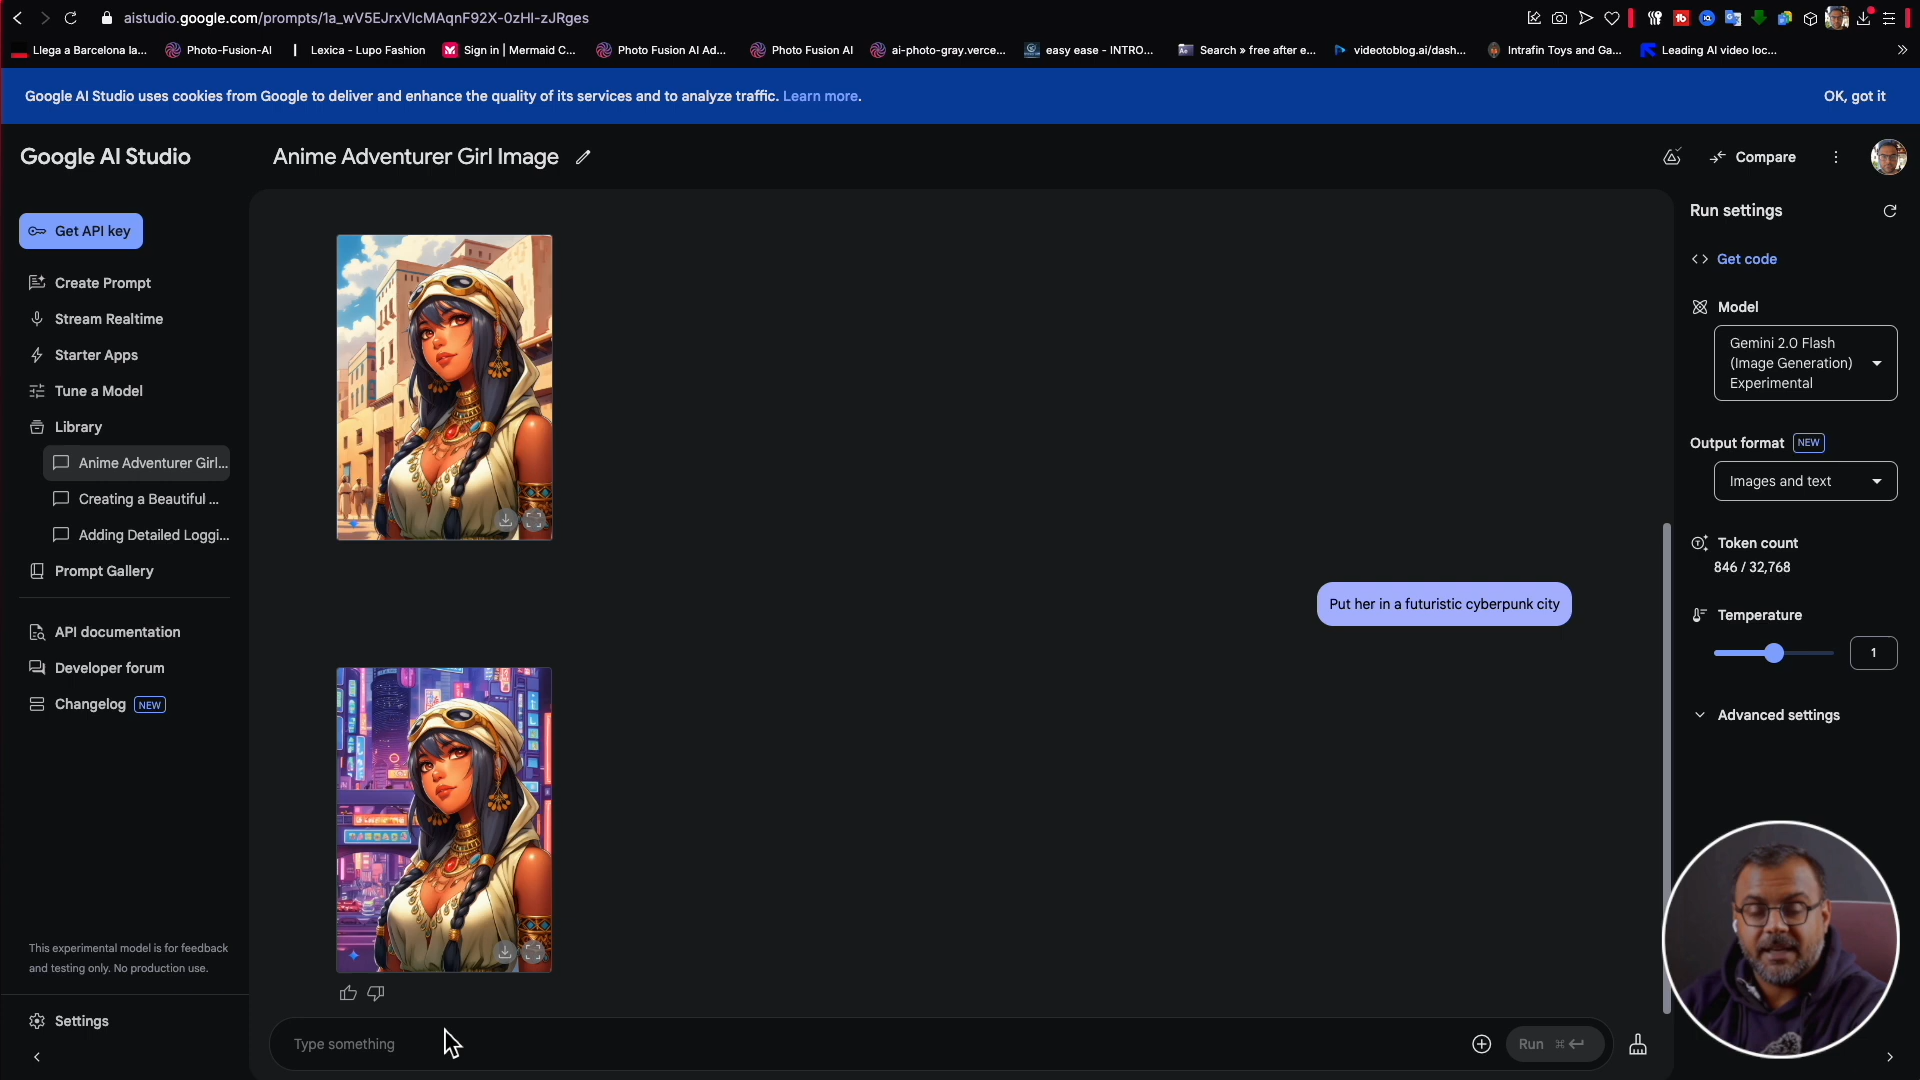 aistudio.google.com/prompts/1a_wV5EJrxVlcMAqnF92X-0zHl-zJRges
Llega a Barcelona la...
Photo-Fusion-AI
Lexica - Lupo Fashion
Sign in | Mermaid C...
Photo Fusion AI Ad...
Photo Fusion AI
ai-photo-gray.verce...
easy ease - INTRO...
Search » free after e...
videotoblog.ai/dash...
Intrafin Toys and Ga...
Leading AI video loc...
Google AI Studio uses cookies from Google to deliver and enhance the quality of its services and to analyze traffic. Learn more.
OK, got it
Google AI Studio
Anime Adventurer Girl Image
Compare
Get API key
Create Prompt
Stream Realtime
Starter Apps
Tune a Model
Library
Anime Adventurer Girl...
Creating a Beautiful ...
Adding Detailed Loggi...
Prompt Gallery
API documentation
Developer forum
Changelog NEW
This experimental model is for feedback
and testing only. No production use.
Settings
Put her in a futuristic cyberpunk city
Type something
Run ⌘
Run settings
Get code
Model
Gemini 2.0 Flash
(Image Generation)
Experimental
Output format NEW
Images and text
Token count
846 / 32,768
Temperature
1
Advanced settings